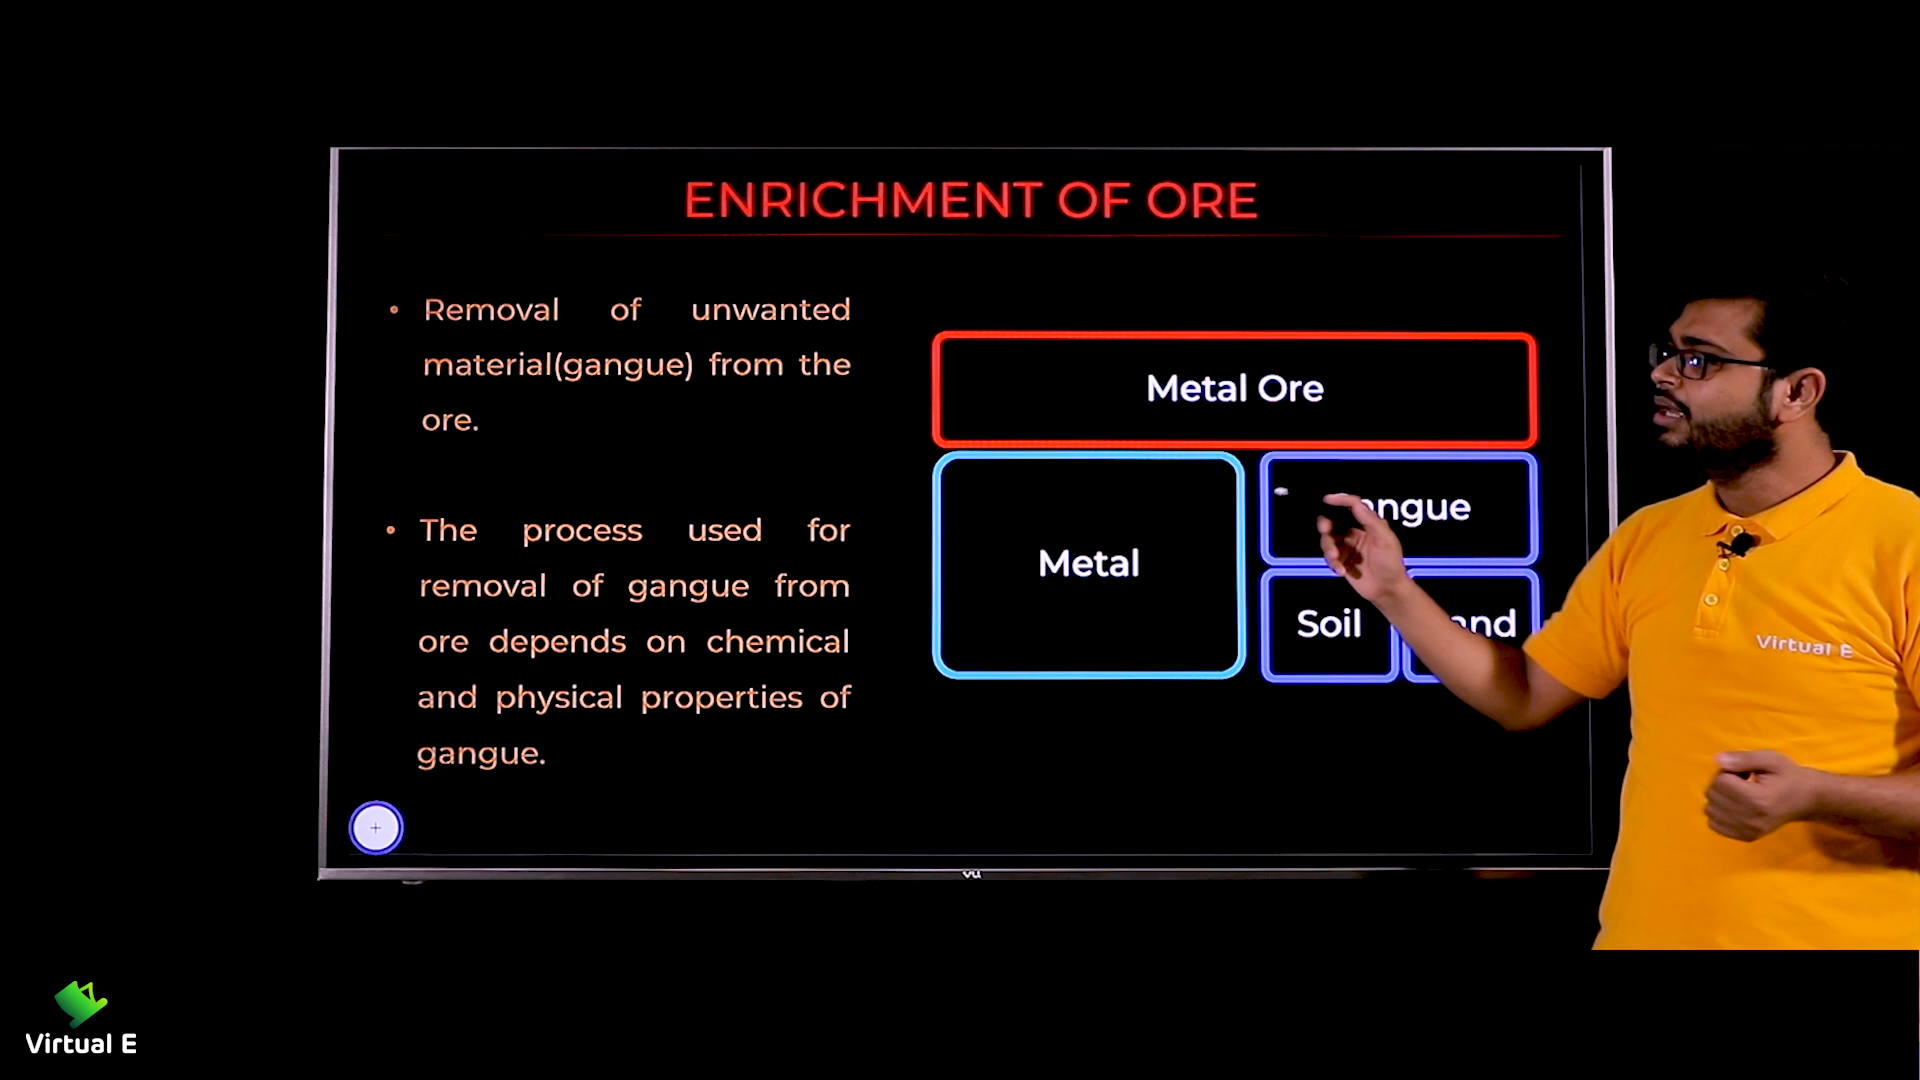 ENRICHMENT OF ORE
• Removal of unwanted
material(gangue) from the
ore.
• The process used for
removal of gangue from
ore depends on chemical
and physical properties of
gangue.
Metal Ore
Metal
Soil
Virtual E
vu
Virtual E